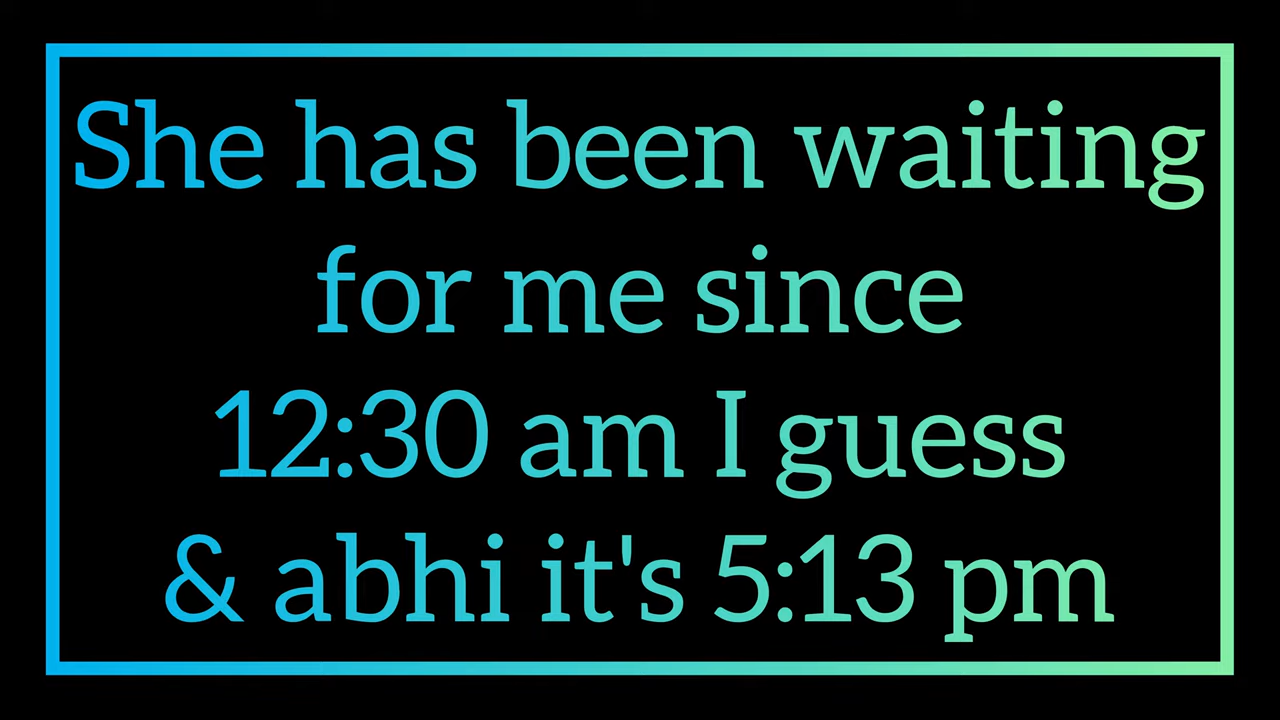 She has been waiting
for me since
12:30 am I guess
& abhi it's 5:13 pm